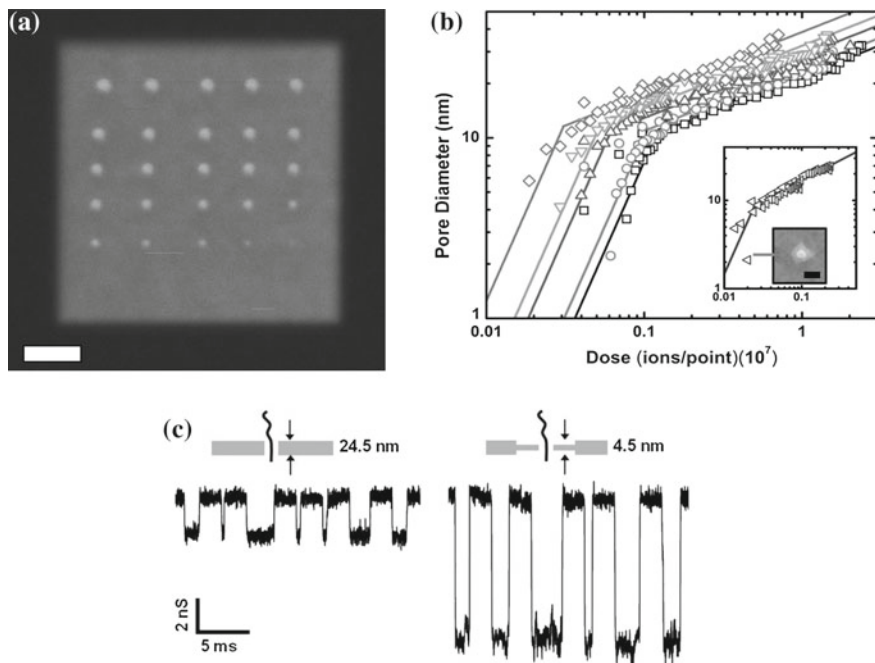 (a)
(b)
Pore Diameter (nm)
10
1
0.01
0.1
1
Dose (ions/point)(10⁷)
10
1
0.01
0.1
(c)
24.5 nm
4.5 nm
2 nS
5 ms